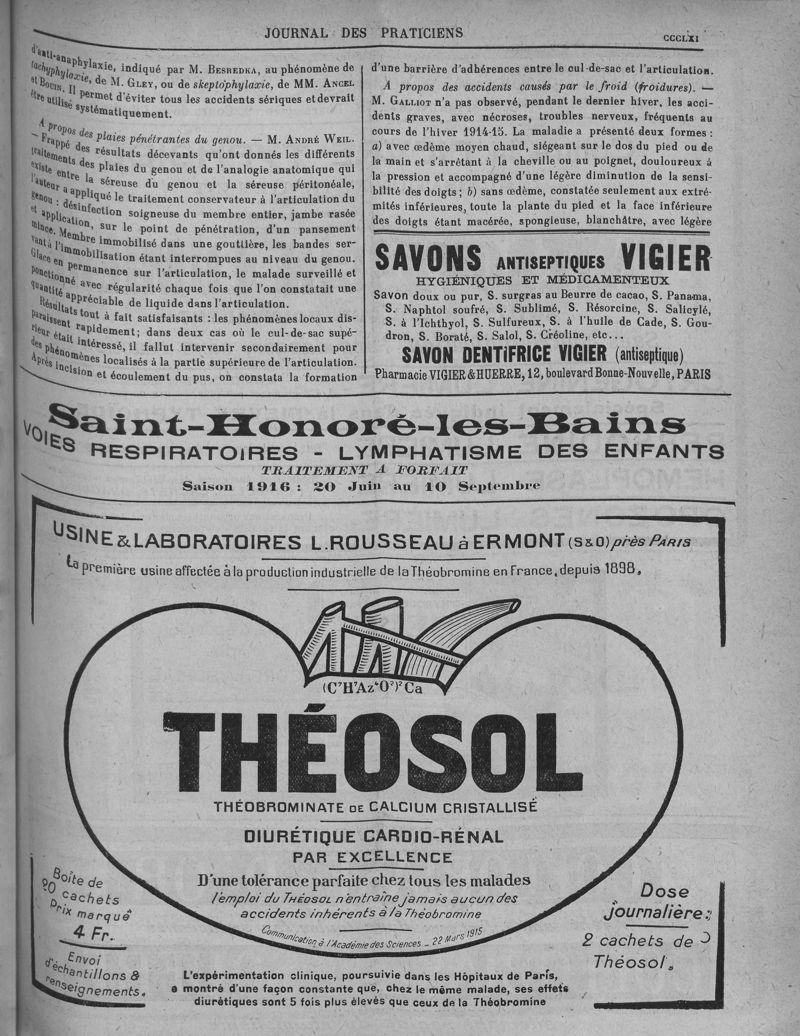 JOURNAL DES PRATICIENS
CCCLXI
d'anti-anaphylaxie, indiqué par M. BESREDKA, au phénomène de
tachyphylaxie, de M. GLEY, ou de skeptophylaxie, de MM. ANCEL
et BOUIN. Il permet d'éviter tous les accidents sériques et devrait
être utilisé systématiquement.
A propos des plaies pénétrantes du genou. — M. ANDRÉ WEIL.
— Frappé des résultats décevants qu'ont donnés les différents
traitements des plaies du genou et de l'analogie anatomique qui
existe entre la séreuse du genou et la séreuse péritonéale,
l'auteur a appliqué le traitement conservateur à l'articulation du
genou : désinfection soigneuse du membre entier, jambe rasée
et application, sur le point de pénétration, d'un pansement
mince. Membre immobilisé dans une gouttière, les bandes ser-
vant à l'immobilisation étant interrompues au niveau du genou.
Glace en permanence sur l'articulation, le malade surveillé et
ponctionné avec régularité chaque fois que l'on constatait une
quantité appréciable de liquide dans l'articulation.
Résultats tout à fait satisfaisants : les phénomènes locaux dis-
paraissent rapidement; dans deux cas où le cul-de-sac supé-
rieur était intéressé, il fallut intervenir secondairement pour
des phénomènes localisés à la partie supérieure de l'articulation.
Après incision et écoulement du pus, on constata la formation
d'une barrière d'adhérences entre le cul-de-sac et l'articulation.
A propos des accidents causés par le froid (froidures). —
M. GALLIOT n'a pas observé, pendant le dernier hiver, les acci-
dents graves, avec nécroses, troubles nerveux, fréquents au
cours de l'hiver 1914-15. La maladie a présenté deux formes :
a) avec œdème moyen chaud, siégeant sur le dos du pied ou de
la main et s'arrêtant à la cheville ou au poignet, douloureux à
la pression et accompagné d'une légère diminution de la sensi-
bilité des doigts; b) sans œdème, constatée seulement aux extré-
mités inférieures, toute la plante du pied et la face inférieure
des doigts étant macérée, spongieuse, blanchâtre, avec légère
SAVONS ANTISEPTIQUES VIGIER
HYGIÉNIQUES ET MÉDICAMENTEUX
Savon doux ou pur, S. surgras au Beurre de cacao, S. Panama,
S. Naphtol soufré, S. Sublimé, S. Résorcine, S. Salicylé,
S. à l'Ichthyol, S. Sulfureux, S. à l'huile de Cade, S. Gou-
dron, S. Boraté, S. Salol, S. Créoline, etc...
SAVON DENTIFRICE VIGIER (antiseptique)
Pharmacie VIGIER & HUERRE, 12, boulevard Bonne-Nouvelle, PARIS
Saint-Honoré-les-Bains
VOIES RESPIRATOIRES - LYMPHATISME DES ENFANTS
TRAITEMENT A FORFAIT
Saison 1916 : 20 Juin au 10 Septembre
USINE & LABORATOIRES L. ROUSSEAU à ERMONT (S & O) près PARIS
La première usine affectée à la production industrielle de la Théobromine en France, depuis 1898.
(C⁷H⁷Az⁴O²)² Ca
THÉOSOL
THÉOBROMINATE DE CALCIUM CRISTALLISÉ
DIURÉTIQUE CARDIO-RÉNAL
PAR EXCELLENCE
D'une tolérance parfaite chez tous les malades
l'emploi du THÉOSOL n'entraîne jamais aucun des
accidents inhérents à la Théobromine
Communication à l'Académie des Sciences _ 22 Mars 1915
Boîte de
20 cachets
Prix marqué
4 Fr.
Envoi
d'échantillons &
renseignements.
L'expérimentation clinique, poursuivie dans les Hôpitaux de Paris,
a montré d'une façon constante que, chez le même malade, ses effets
diurétiques sont 5 fois plus élevés que ceux de la Théobromine
Dose
journalière:
2 cachets de
Théosol.